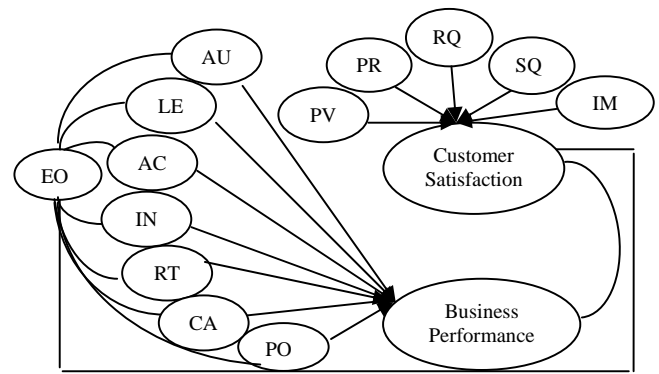 RQ
AU
PR
SQ
LE
IM
PV
AC
Customer
Satisfaction
EO
IN
RT
Business
Performance
CA
PO